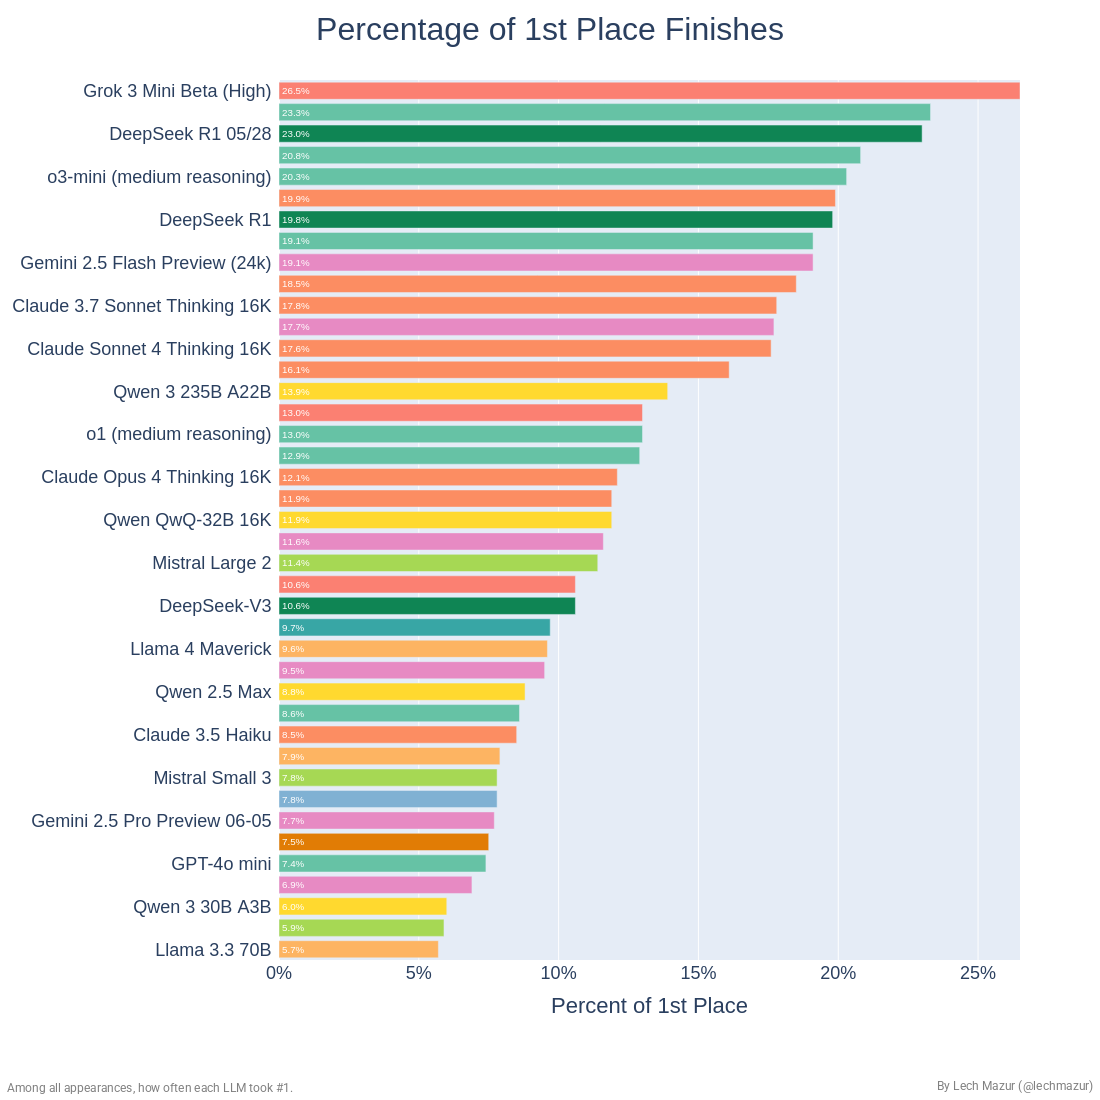 Percentage of 1st Place Finishes
Grok 3 Mini Beta (High) 26.5%
23.3%
DeepSeek R1 05/28 23.0%
20.8%
o3-mini (medium reasoning) 20.3%
19.9%
DeepSeek R1 19.8%
19.1%
Gemini 2.5 Flash Preview (24k) 19.1%
18.5%
Claude 3.7 Sonnet Thinking 16K 17.8%
17.7%
Claude Sonnet 4 Thinking 16K 17.6%
16.1%
Qwen 3 235B A22B 13.9%
13.0%
o1 (medium reasoning) 13.0%
12.9%
Claude Opus 4 Thinking 16K 12.1%
11.9%
Qwen QwQ-32B 16K 11.9%
11.6%
Mistral Large 2 11.4%
10.6%
DeepSeek-V3 10.6%
9.7%
Llama 4 Maverick 9.6%
9.5%
Qwen 2.5 Max 8.8%
8.6%
Claude 3.5 Haiku 8.5%
7.9%
Mistral Small 3 7.8%
7.8%
Gemini 2.5 Pro Preview 06-05 7.7%
7.5%
GPT-4o mini 7.4%
6.9%
Qwen 3 30B A3B 6.0%
5.9%
Llama 3.3 70B 5.7%
0% 5% 10% 15% 20% 25%
Percent of 1st Place
Among all appearances, how often each LLM took #1.
By Lech Mazur (@lechmazur)